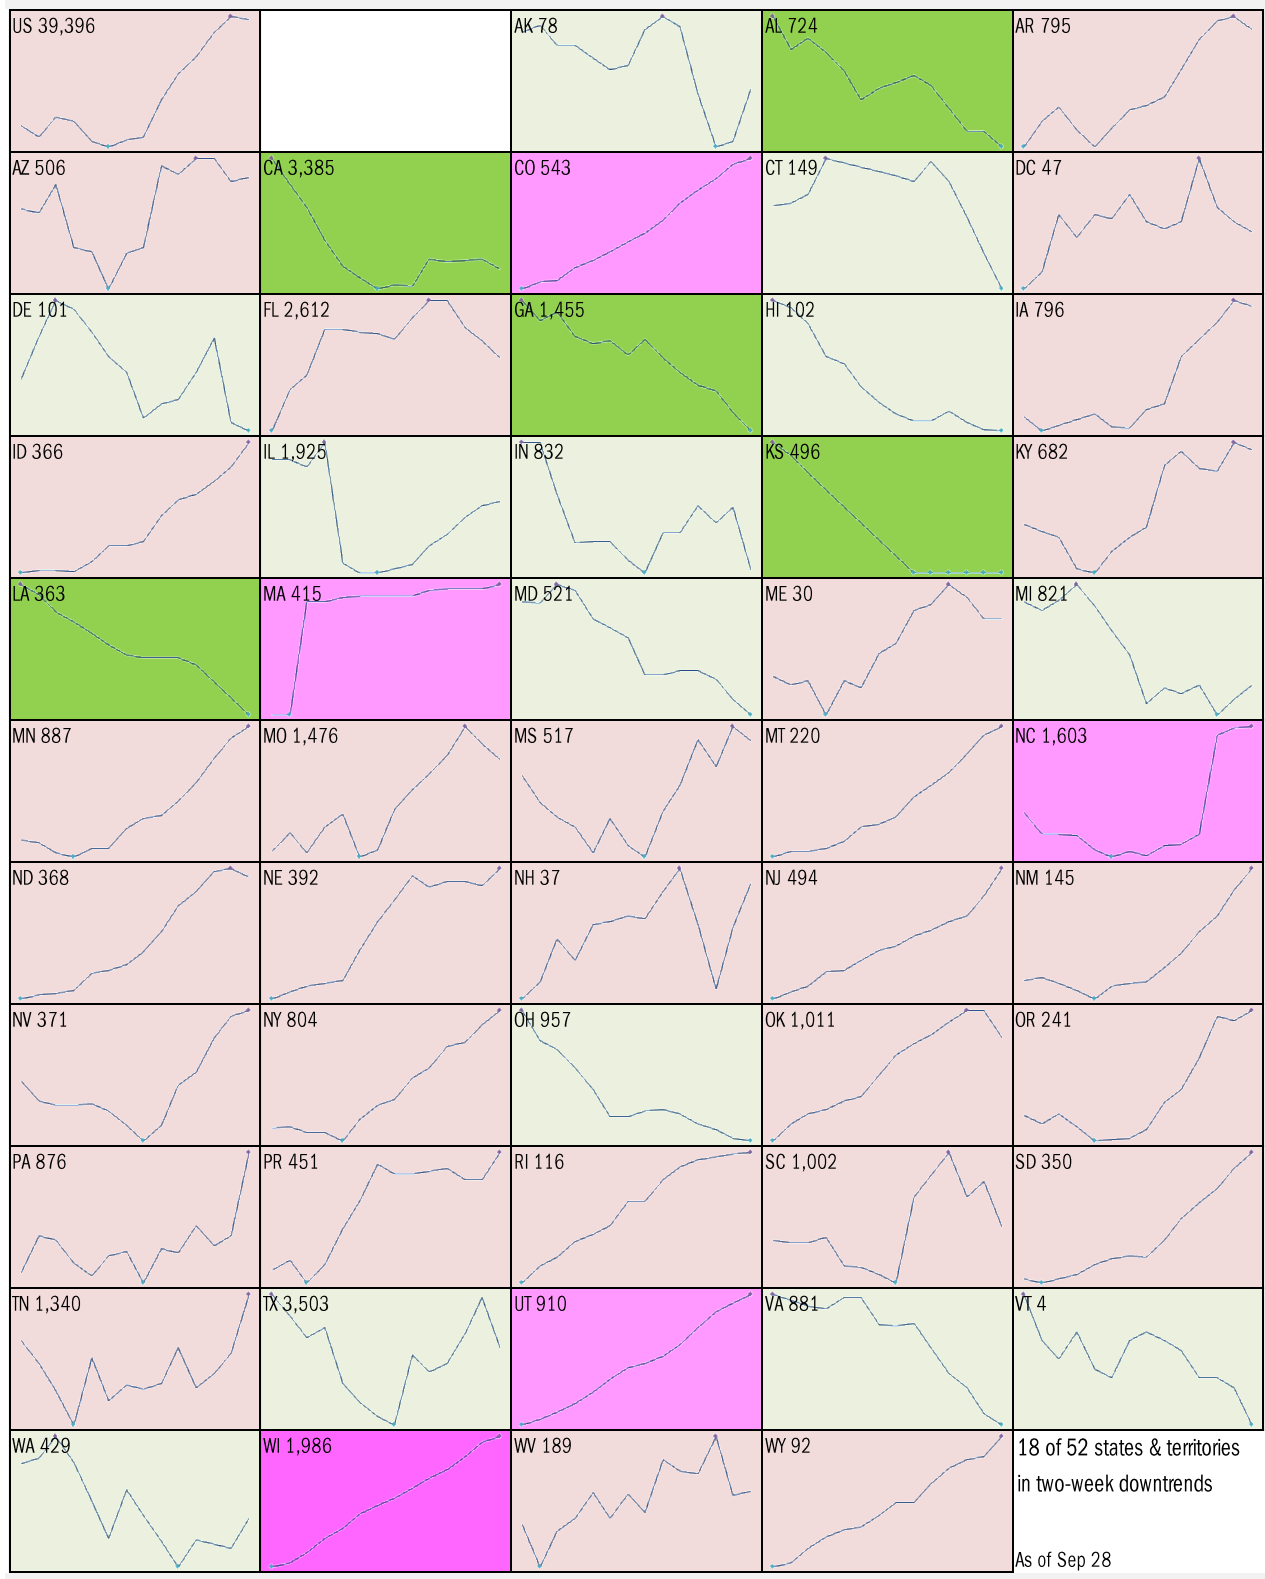 US 39,396
AK 78
AL 724
AR 795
AZ 506
CA 3,385
CO 543
CT 149
DC 47
DE 101
FL 2,612
GA 1,455
HI 102
IA 796
ID 366
IL 1,925
IN 832
KS 496
KY 682
LA 363
MA 415
MD 521
ME 30
MI 821
MN 887
MO 1,476
MS 517
MT 220
NC 1,603
ND 368
NE 392
NH 37
NJ 494
NM 145
NV 371
NY 804
OH 957
OK 1,011
OR 241
PA 876
PR 451
RI 116
SC 1,002
SD 350
TN 1,340
TX 3,503
UT 910
VA 881
VT 4
WA 429
WI 1,986
WV 189
WY 92
18 of 52 states & territories
in two-week downtrends
As of Sep 28